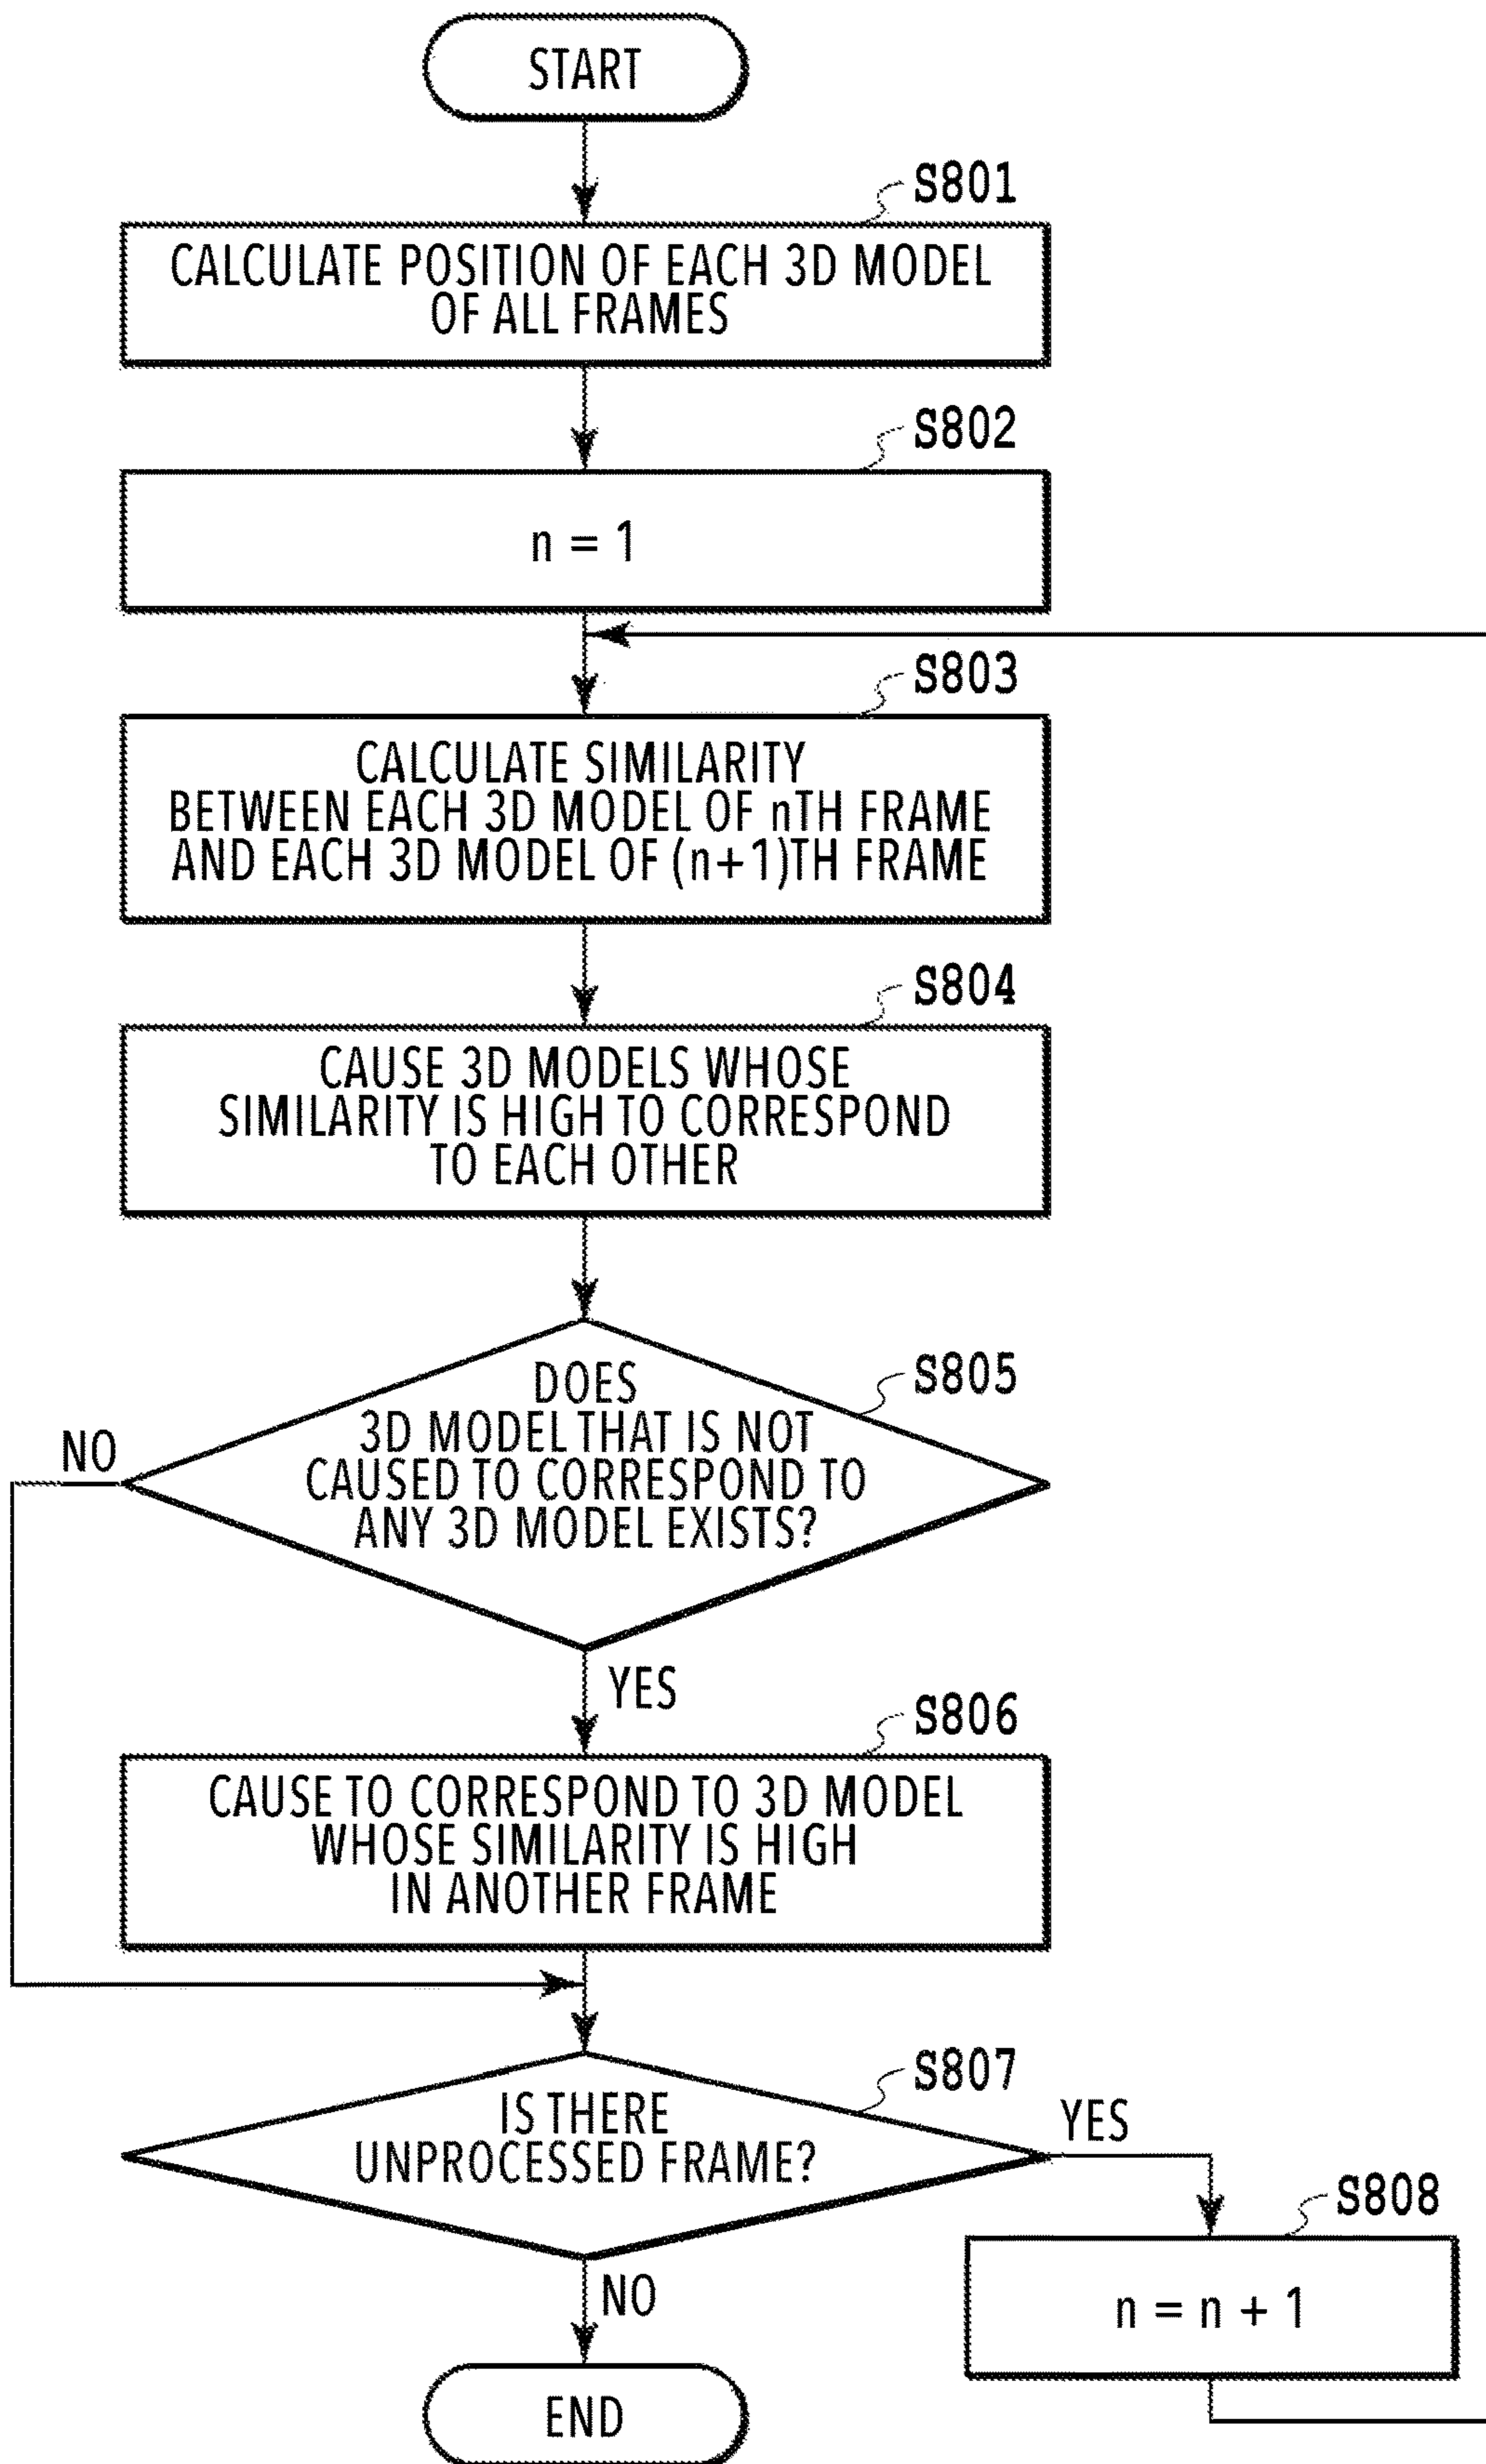 START
S801
CALCULATE POSITION OF EACH 3D MODEL
OF ALL FRAMES
S802
n = 1
S803
CALCULATE SIMILARITY
BETWEEN EACH 3D MODEL OF nTH FRAME
AND EACH 3D MODEL OF (n+1)TH FRAME
S804
CAUSE 3D MODELS WHOSE
SIMILARITY IS HIGH TO CORRESPOND
TO EACH OTHER
S805
DOES
3D MODEL THAT IS NOT
CAUSED TO CORRESPOND TO
ANY 3D MODEL EXISTS?
NO
YES
S806
CAUSE TO CORRESPOND TO 3D MODEL
WHOSE SIMILARITY IS HIGH
IN ANOTHER FRAME
S807
IS THERE
UNPROCESSED FRAME?
YES
S808
n = n + 1
NO
END